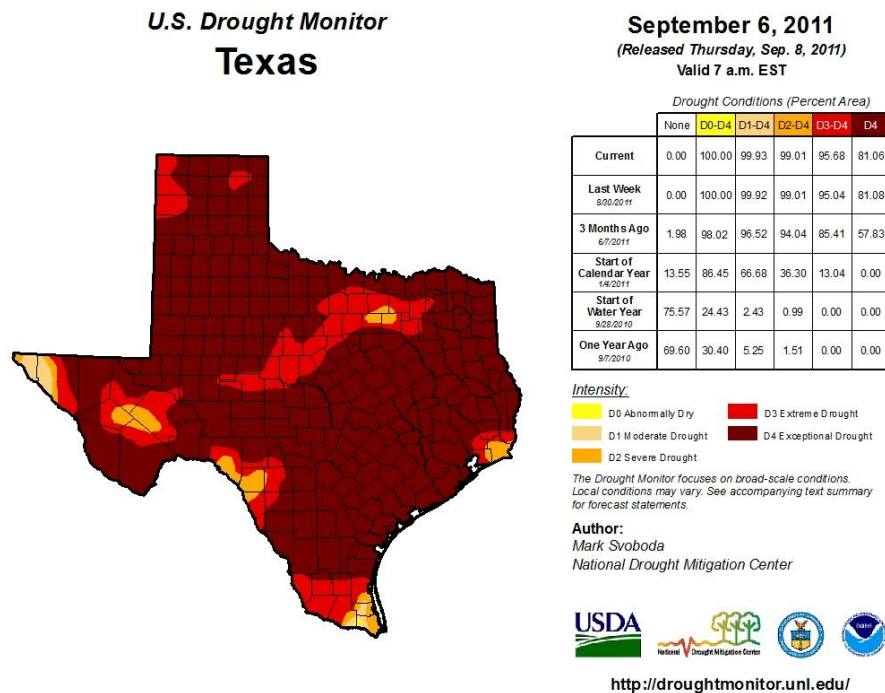 U.S. Drought Monitor
Texas
September 6, 2011
(Released Thursday, Sep. 8, 2011)
Valid 7 a.m. EST
Drought Conditions (Percent Area)
None D0-D4 D1-D4 D2-D4 D3-D4 D4
Current 0.00 100.00 99.93 99.01 95.68 81.06
Last Week
8/30/2011
0.00 100.00 99.92 99.01 95.04 81.08
3 Months Ago
6/7/2011
1.98 98.02 96.52 94.04 85.41 57.83
Start of
Calendar Year
1/4/2011
13.55 86.45 66.68 36.30 13.04 0.00
Start of
Water Year
9/28/2010
75.57 24.43 2.43 0.99 0.00 0.00
One Year Ago
9/7/2010
69.60 30.40 5.25 1.51 0.00 0.00
Intensity:
D0 Abnormally Dry
D1 Moderate Drought
D2 Severe Drought
D3 Extreme Drought
D4 Exceptional Drought
The Drought Monitor focuses on broad-scale conditions.
Local conditions may vary. See accompanying text summary
for forecast statements.
Author:
Mark Svoboda
National Drought Mitigation Center
USDA
National Drought Mitigation Center
noaa
http://droughtmonitor.unl.edu/